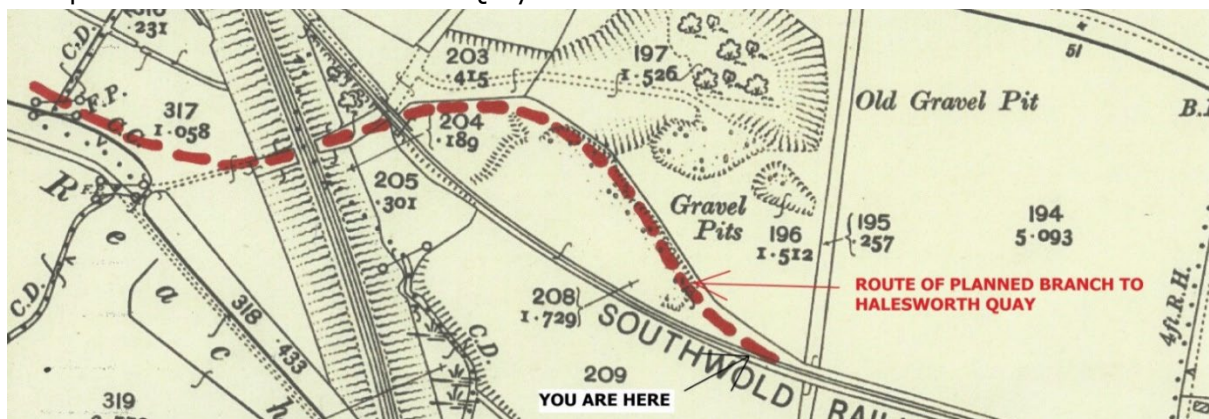 C.D.
.231
203
.415
197
1.526
51
F.P.
317
1.058
204
.189
Old Gravel Pit
205
.301
Gravel
Pits
196
1.512
195
.257
194
5.093
R e a c h
C.D.
318
.433
ROUTE OF PLANNED BRANCH TO
HALESWORTH QUAY
4ft.R.H.
208
1.729
SOUTHWOLD RAIL
C.D.
209
YOU ARE HERE
319